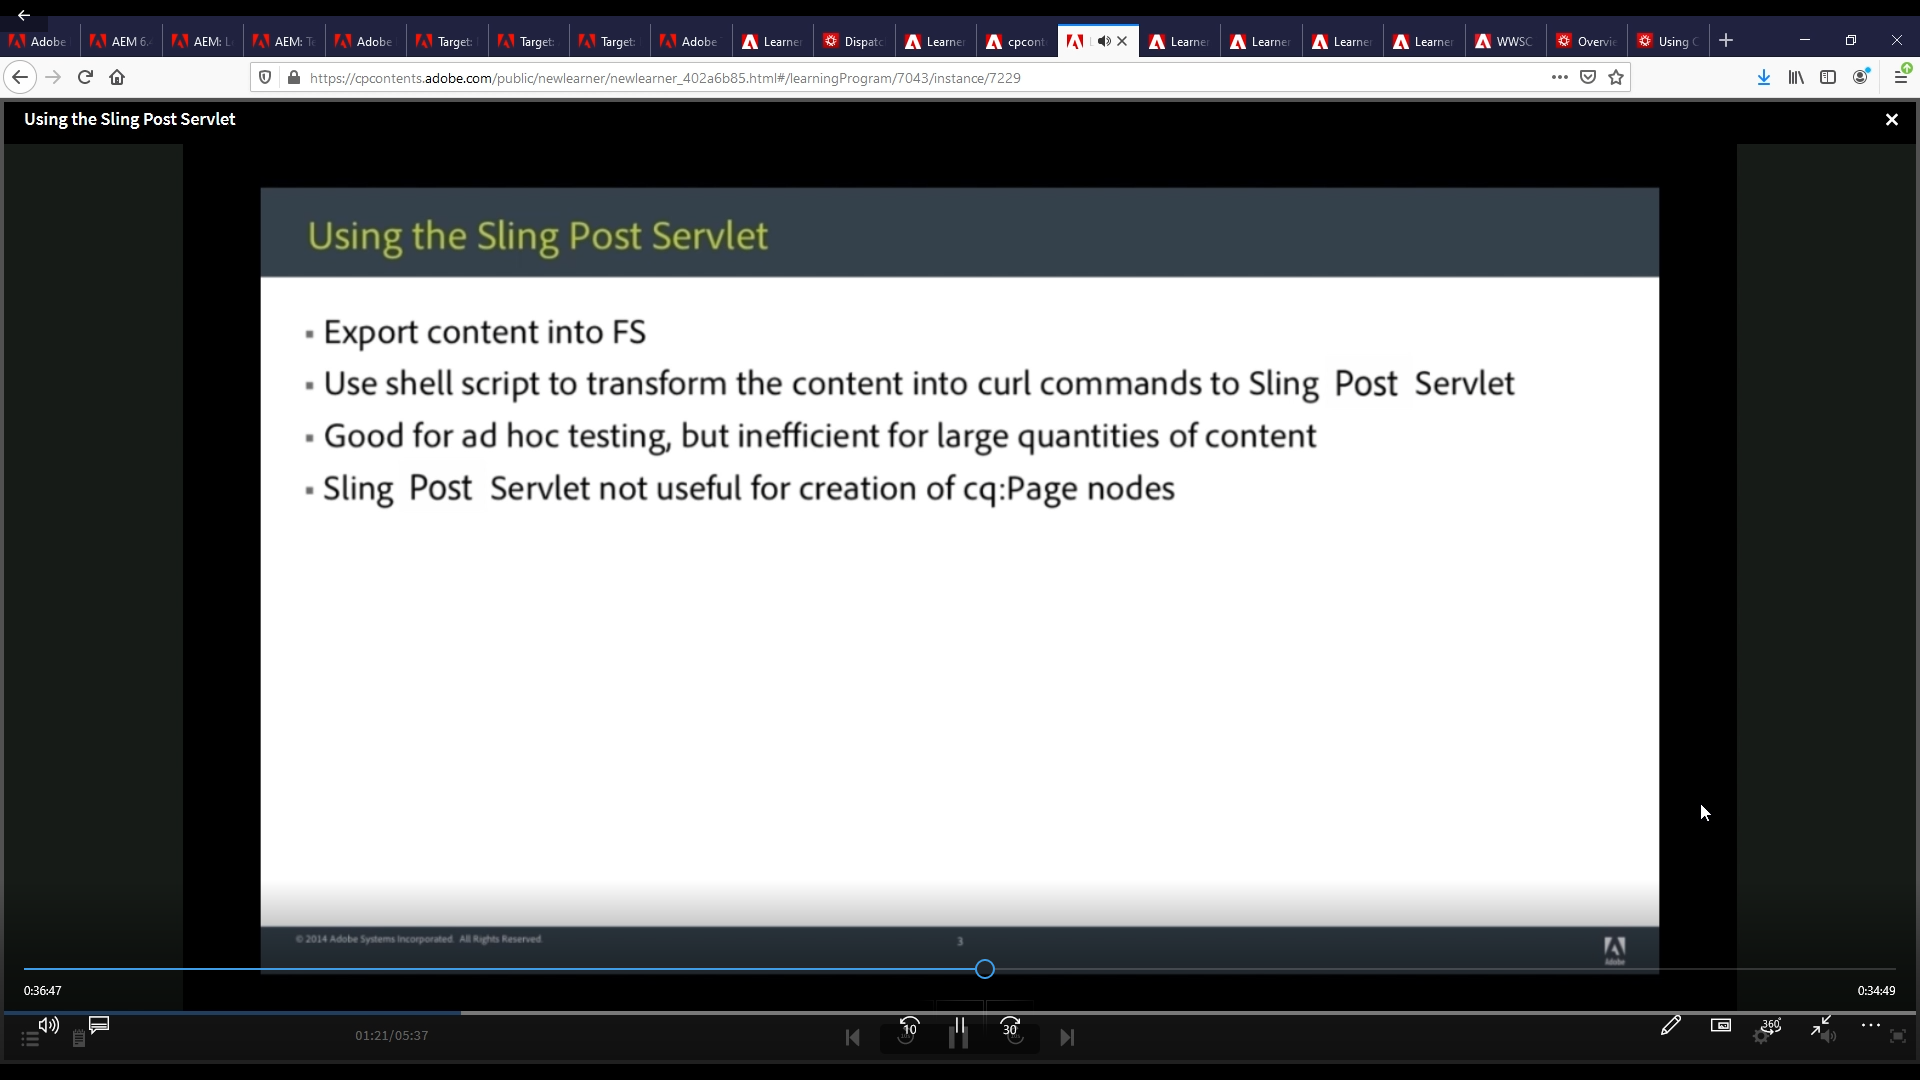 Adobe
AEM 6.
AEM: L
AEM: T
Adobe
Target:
Target:
Target:
Adobe
Learner
Dispatc
Learner
cpconte
Learner
Learner
Learner
Learner
WWSC
Overvie
Using C
https://cpcontents.adobe.com/public/newlearner/newlearner_402a6b85.html#/learningProgram/7043/instance/7229
Using the Sling Post Servlet
Using the Sling Post Servlet
▪ Export content into FS
▪ Use shell script to transform the content into curl commands to Sling Post Servlet
▪ Good for ad hoc testing, but inefficient for large quantities of content
▪ Sling Post Servlet not useful for creation of cq:Page nodes
© 2014 Adobe Systems Incorporated. All Rights Reserved.
3
Adobe
0:36:47
0:34:49
01:21/05:37
10
30
360